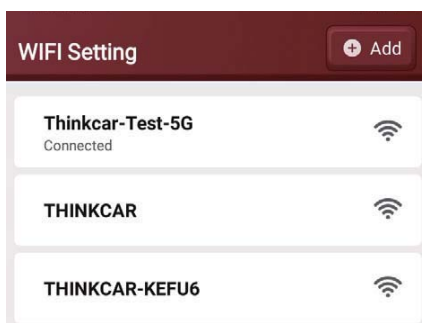 WIFI Setting
Add
Thinkcar-Test-5G
Connected
THINKCAR
THINKCAR-KEFU6